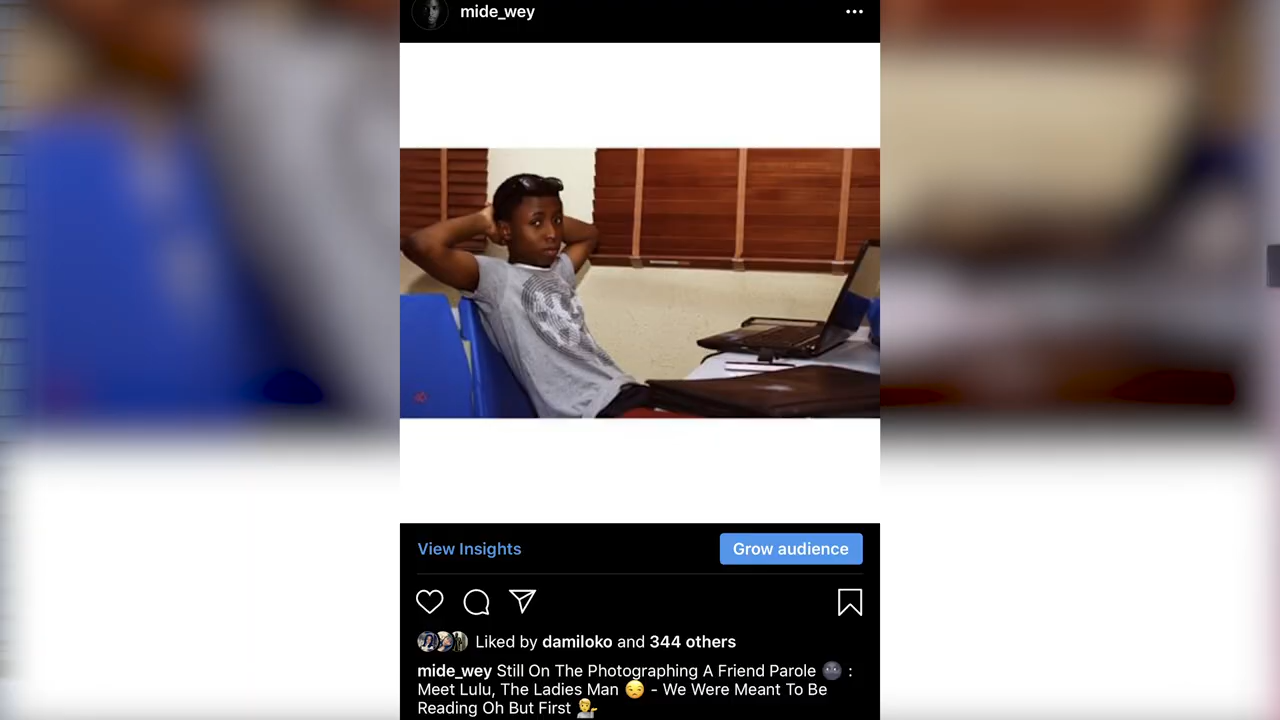 mide_wey
View Insights
Grow audience
Liked by damiloko and 344 others
mide_wey Still On The Photographing A Friend Parole 🌚 :
Meet Lulu, The Ladies Man 😒 - We Were Meant To Be
Reading Oh But First 💇‍♂️